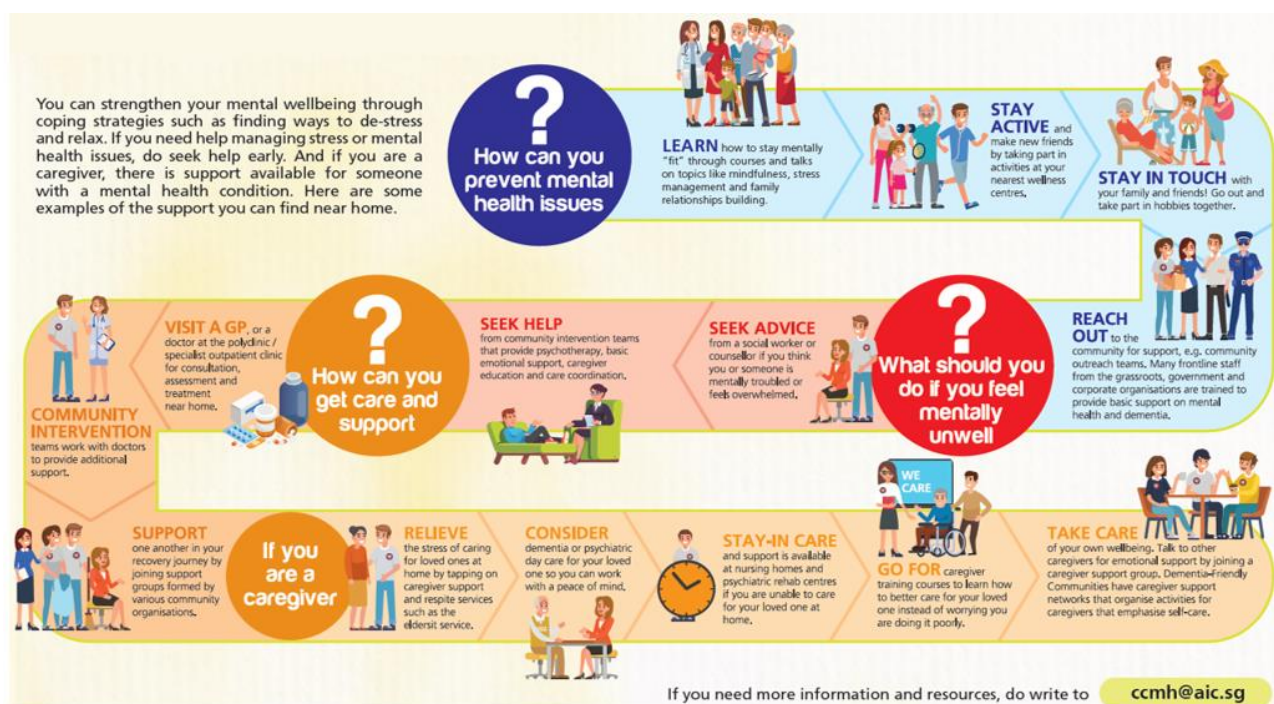 You can strengthen your mental wellbeing through
coping strategies such as finding ways to de-stress
and relax. If you need help managing stress or mental
health issues, do seek help early. And if you are a
caregiver, there is support available for someone
with a mental health condition. Here are some
examples of the support you can find near home.
?
How can you
prevent mental
health issues
LEARN how to stay mentally
"fit" through courses and talks
on topics like mindfulness, stress
management and family
relationships building.
STAY
ACTIVE and
make new friends
by taking part in
activities at your
nearest wellness
centres.
STAY IN TOUCH with
your family and friends! Go out and
take part in hobbies together.
REACH
OUT to the
community for support, e.g. community
outreach teams. Many frontline staff
from the grassroots, government and
corporate organisations are trained to
provide basic support on mental
health and dementia.
?
What should you
do if you feel
mentally
unwell
SEEK ADVICE
from a social worker or
counsellor if you think
you or someone is
mentally troubled or
feels overwhelmed.
SEEK HELP
from community intervention teams
that provide psychotherapy, basic
emotional support, caregiver
education and care coordination.
?
How can you
get care and
support
VISIT A GP, or a
doctor at the polyclinic /
specialist outpatient clinic
for consultation,
assessment and
treatment
near home.
COMMUNITY
INTERVENTION
teams work with doctors
to provide additional
support.
SUPPORT
one another in your
recovery journey by
joining support
groups formed by
various community
organisations.
If you
are a
caregiver
RELIEVE
the stress of caring
for loved ones at
home by tapping on
caregiver support
and respite services
such as the
eldersit service.
CONSIDER
dementia or psychiatric
day care for your loved
one so you can work
with a peace of mind.
STAY-IN CARE
and support is available
at nursing homes and
psychiatric rehab centres
if you are unable to care
for your loved one at
home.
WE
CARE
GO FOR caregiver
training courses to learn how
to better care for your loved
one instead of worrying you
are doing it poorly.
TAKE CARE
of your own wellbeing. Talk to other
caregivers for emotional support by joining a
caregiver support group. Dementia-Friendly
Communities have caregiver support
networks that organise activities for
caregivers that emphasise self-care.
If you need more information and resources, do write to ccmh@aic.sg